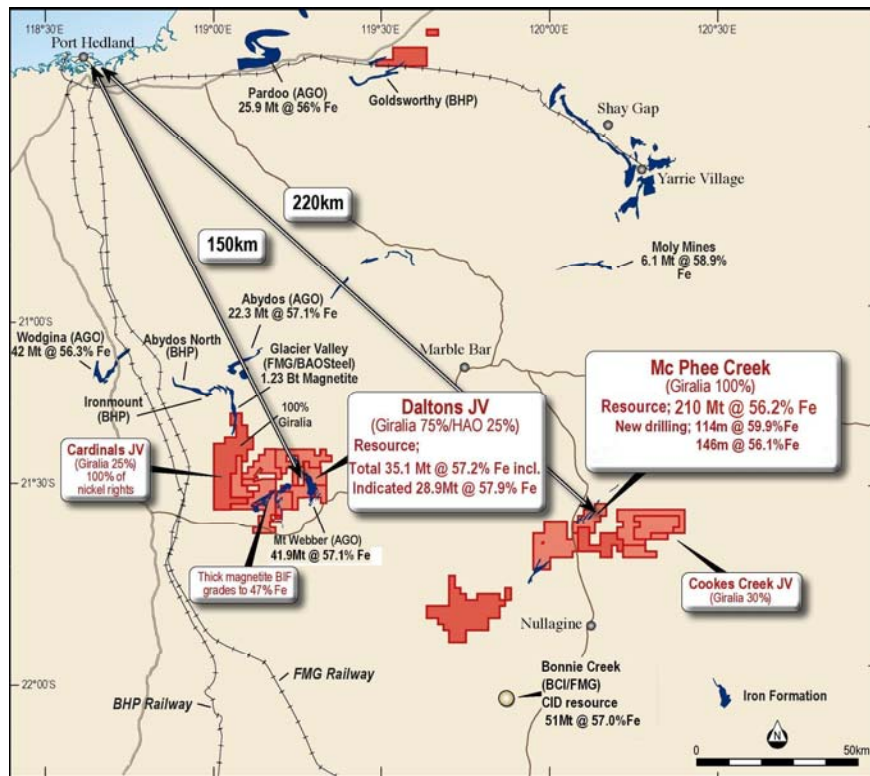 118°30'E
119°00'E
119°30'E
120°00'E
120°30'E
Port Hedland
Pardoo (AGO)
25.9 Mt @ 56% Fe
Goldsworthy (BHP)
Shay Gap
Yarrie Village
220km
150km
Moly Mines
6.1 Mt @ 58.9%
Fe
21°00'S
Abydos (AGO)
22.3 Mt @ 57.1% Fe
Wodgina (AGO)
42 Mt @ 56.3% Fe
Abydos North
(BHP)
Glacier Valley
(FMG/BAOSteel)
1.23 Bt Magnetite
Ironmount
(BHP)
100%
Giralia
Marble Bar
Mc Phee Creek
(Giralia 100%)
Resource; 210 Mt @ 56.2% Fe
New drilling; 114m @ 59.9%Fe
146m @ 56.1%Fe
Daltons JV
(Giralia 75%/HAO 25%)
Resource;
Total 35.1 Mt @ 57.2% Fe incl.
Indicated 28.9Mt @ 57.9% Fe
Cardinals JV
(Giralia 25%)
100% of
nickel rights
21°30'S
Mt Webber (AGO)
41.9Mt @ 57.1% Fe
Thick magnetite BIF
grades to 47% Fe
Cookes Creek JV
(Giralia 30%)
Nullagine
22°00'S
BHP Railway
FMG Railway
Bonnie Creek
(BCI/FMG)
CID resource
51Mt @ 57.0%Fe
Iron Formation
N
0
50km